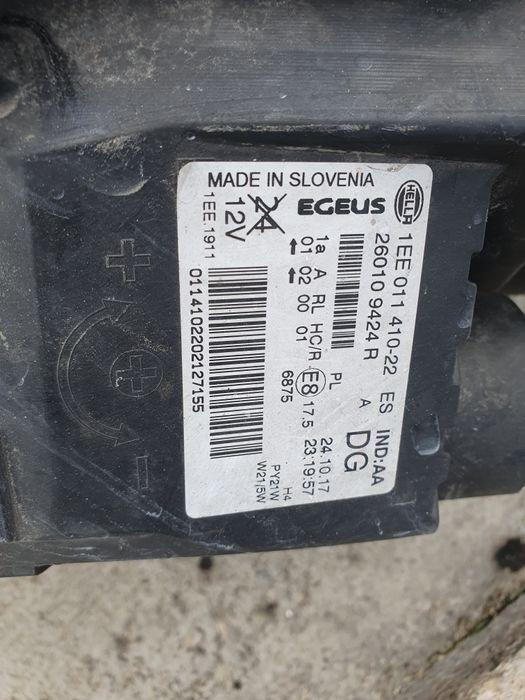 MADE IN SLOVENIA
EGEUS
HELLA
24
12V
1EE.1911
1EE 011 410-22 ES IND:AA
26010 9424 R A
DG
1a A RL HC/R E8 17.5
01 02 00 01 6875
PL
24.10.17
23:19:57
H4
PY21W
W21/5W
0114102202127155
+
+
−